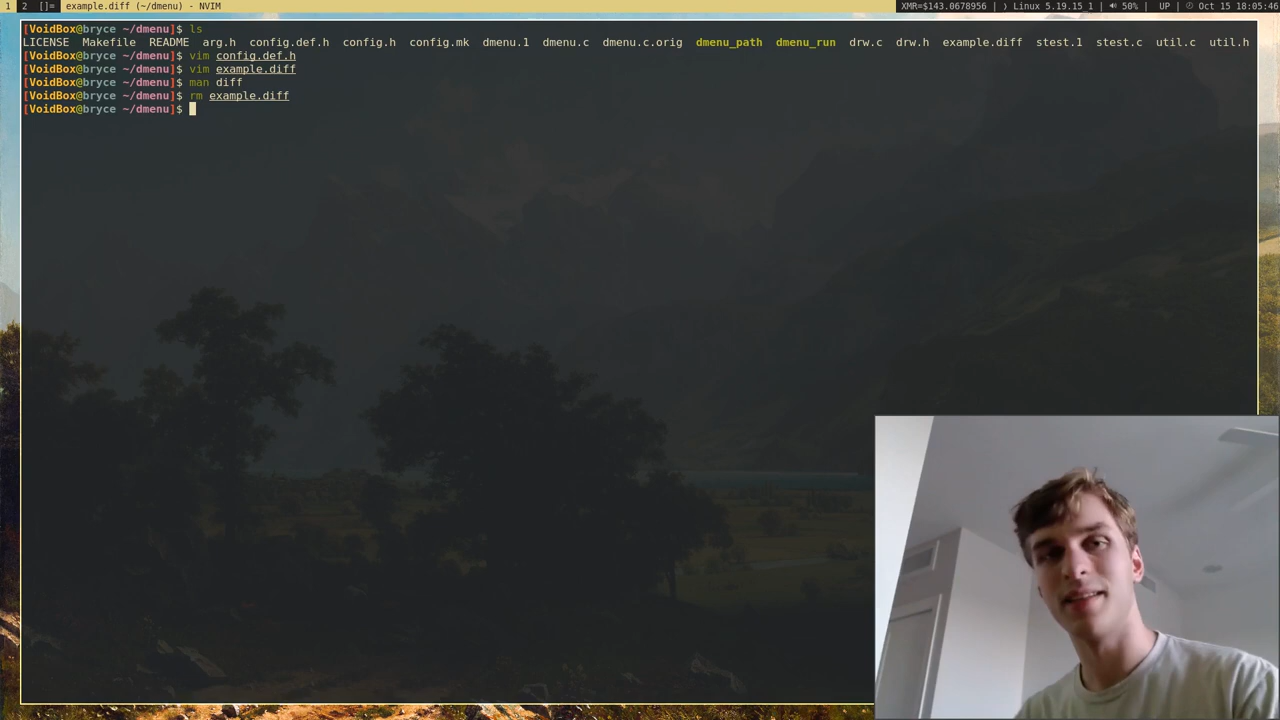 1 2 []= example.diff (~/dmenu) - NVIM XMR=$143.0678956 | Linux 5.19.15_1 | 50% | UP | Oct 15 18:05:46
[VoidBox@bryce ~/dmenu]$ ls
LICENSE Makefile README arg.h config.def.h config.h config.mk dmenu.1 dmenu.c dmenu.c.orig dmenu_path dmenu_run drw.c drw.h example.diff stest.1 stest.c util.c util.h
[VoidBox@bryce ~/dmenu]$ vim config.def.h
[VoidBox@bryce ~/dmenu]$ vim example.diff
[VoidBox@bryce ~/dmenu]$ man diff
[VoidBox@bryce ~/dmenu]$ rm example.diff
[VoidBox@bryce ~/dmenu]$